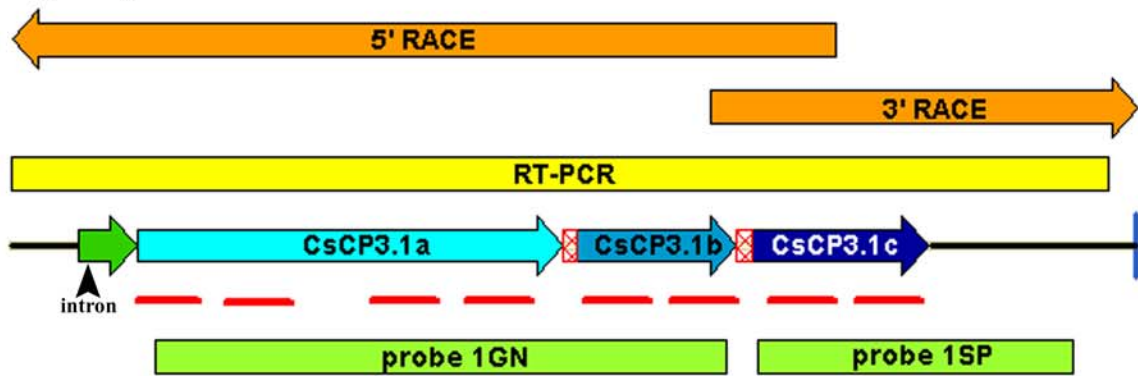 5' RACE
3' RACE
RT-PCR
CsCP3.1a CsCP3.1b CsCP3.1c
intron
probe 1GN probe 1SP